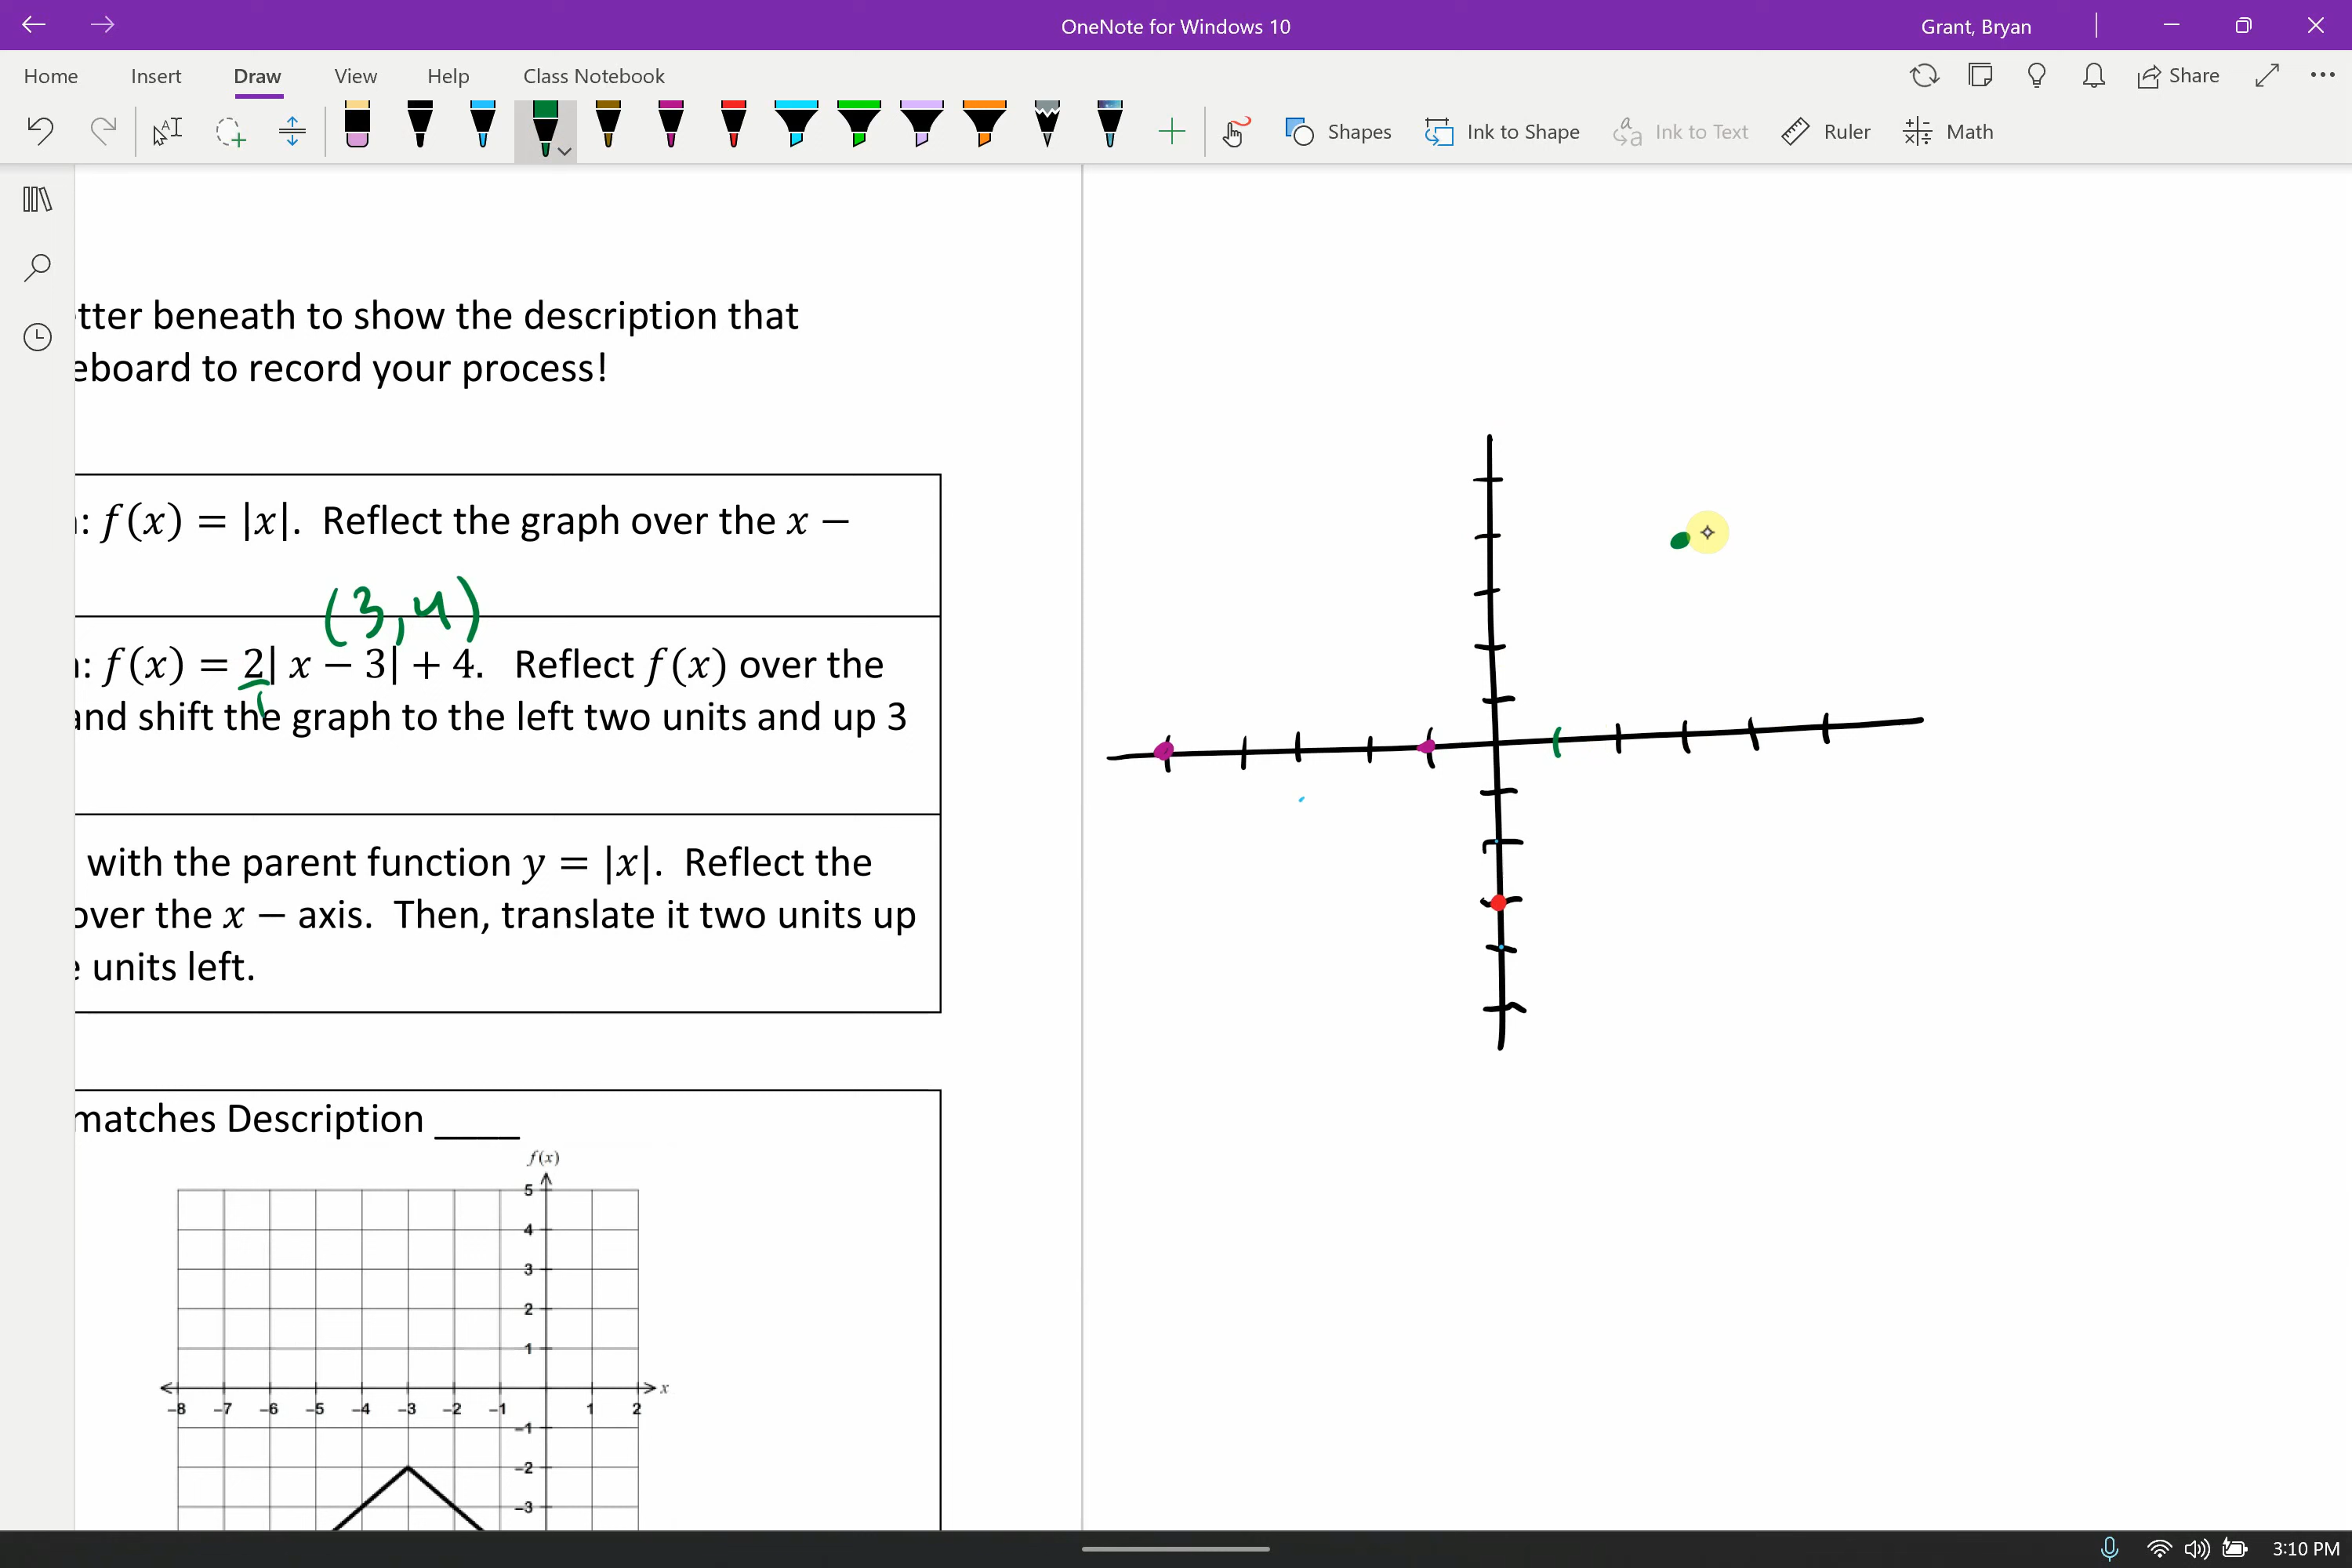 OneNote for Windows 10
Grant, Bryan
Home Insert Draw View Help Class Notebook
Share
Shapes Ink to Shape Ink to Text Ruler Math
tter beneath to show the description that
eboard to record your process!
: f(x) = |x|. Reflect the graph over the x −
(3,4)
: f(x) = 2| x − 3| + 4. Reflect f(x) over the
1
and shift the graph to the left two units and up 3
with the parent function y = |x|. Reflect the
over the x − axis. Then, translate it two units up
e units left.
matches Description ____
f(x)
5
4
3
2
1
x
−8 −7 −6 −5 −4 −3 −2 −1 1 2
−1
−2
−3
3:10 PM